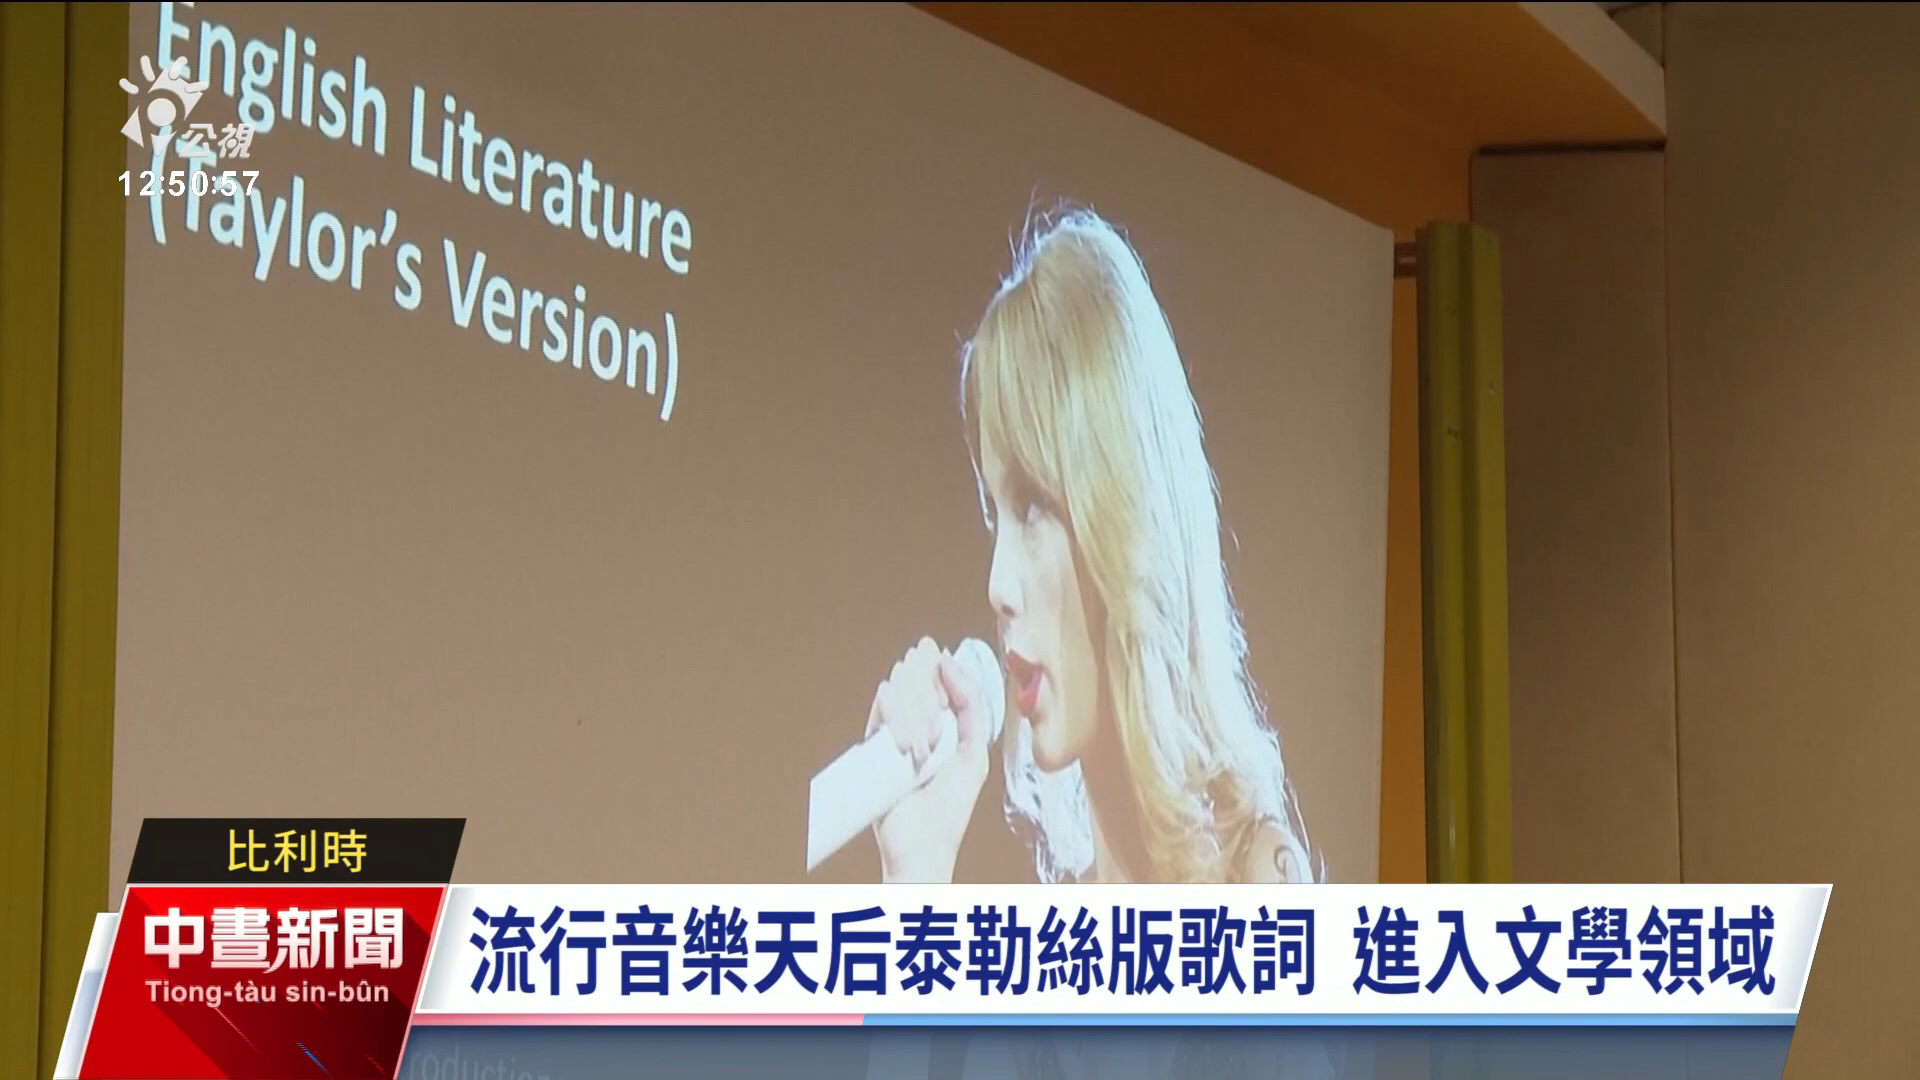 English Literature
(Taylor's Version)
公視
12:50:57
比利時
中晝新聞
Tiong-tàu sin-bûn
流行音樂天后泰勒絲版歌詞 進入文學領域